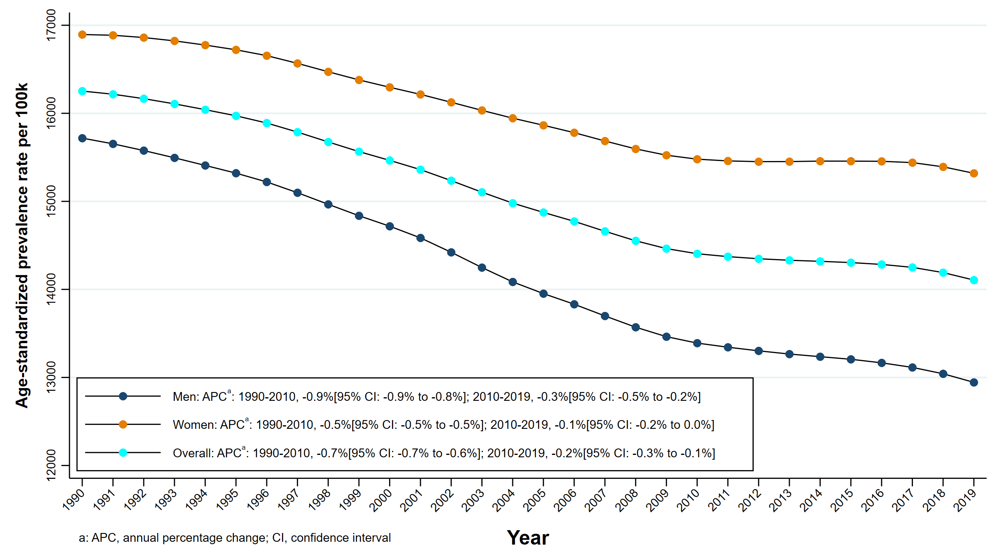 Age-standardized prevalence rate per 100k
17000
16000
15000
14000
13000
12000
Men: APCᵃ: 1990-2010, -0.9%[95% CI: -0.9% to -0.8%]; 2010-2019, -0.3%[95% CI: -0.5% to -0.2%]
Women: APCᵃ: 1990-2010, -0.5%[95% CI: -0.5% to -0.5%]; 2010-2019, -0.1%[95% CI: -0.2% to 0.0%]
Overall: APCᵃ: 1990-2010, -0.7%[95% CI: -0.7% to -0.6%]; 2010-2019, -0.2%[95% CI: -0.3% to -0.1%]
1990 1991 1992 1993 1994 1995 1996 1997 1998 1999 2000 2001 2002 2003 2004 2005 2006 2007 2008 2009 2010 2011 2012 2013 2014 2015 2016 2017 2018 2019
Year
a: APC, annual percentage change; CI, confidence interval